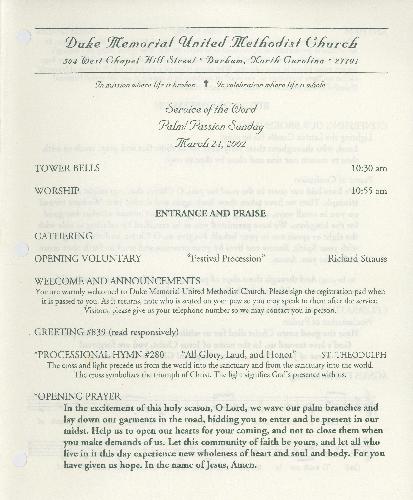 Duke Memorial United Methodist Church
504 West Chapel Hill Street • Durham, North Carolina • 27701
In mission where life is broken † In celebration where life is whole
Service of the Word
Palm/Passion Sunday
March 24, 2002
TOWER BELLS 10:30 am
WORSHIP 10:55 am
ENTRANCE AND PRAISE
GATHERING
OPENING VOLUNTARY "Festival Procession" Richard Strauss
WELCOME AND ANNOUNCEMENTS
You are warmly welcomed to Duke Memorial United Methodist Church. Please sign the registration pad when
it is passed to you. As it returns, note who is seated on your pew so you may speak to them after the service.
Visitors, please give us your telephone number so we may contact you in person.
GREETING #839 (read responsively)
*PROCESSIONAL HYMN #280 "All Glory, Laud, and Honor" ST. THEODULPH
The cross and light precede us from the world into the sanctuary and from the sanctuary into the world.
The cross symbolizes the triumph of Christ. The light signifies God's presence with us.
*OPENING PRAYER
In the excitement of this holy season, O Lord, we wave our palm branches and
lay down our garments in the road, bidding you to enter and be present in our
midst. Help us to open our hearts for your coming, and not to close them when
you make demands of us. Let this community of faith be yours, and let all who
live in it this day experience new wholeness of heart and soul and body. For you
have given us hope. In the name of Jesus, Amen.